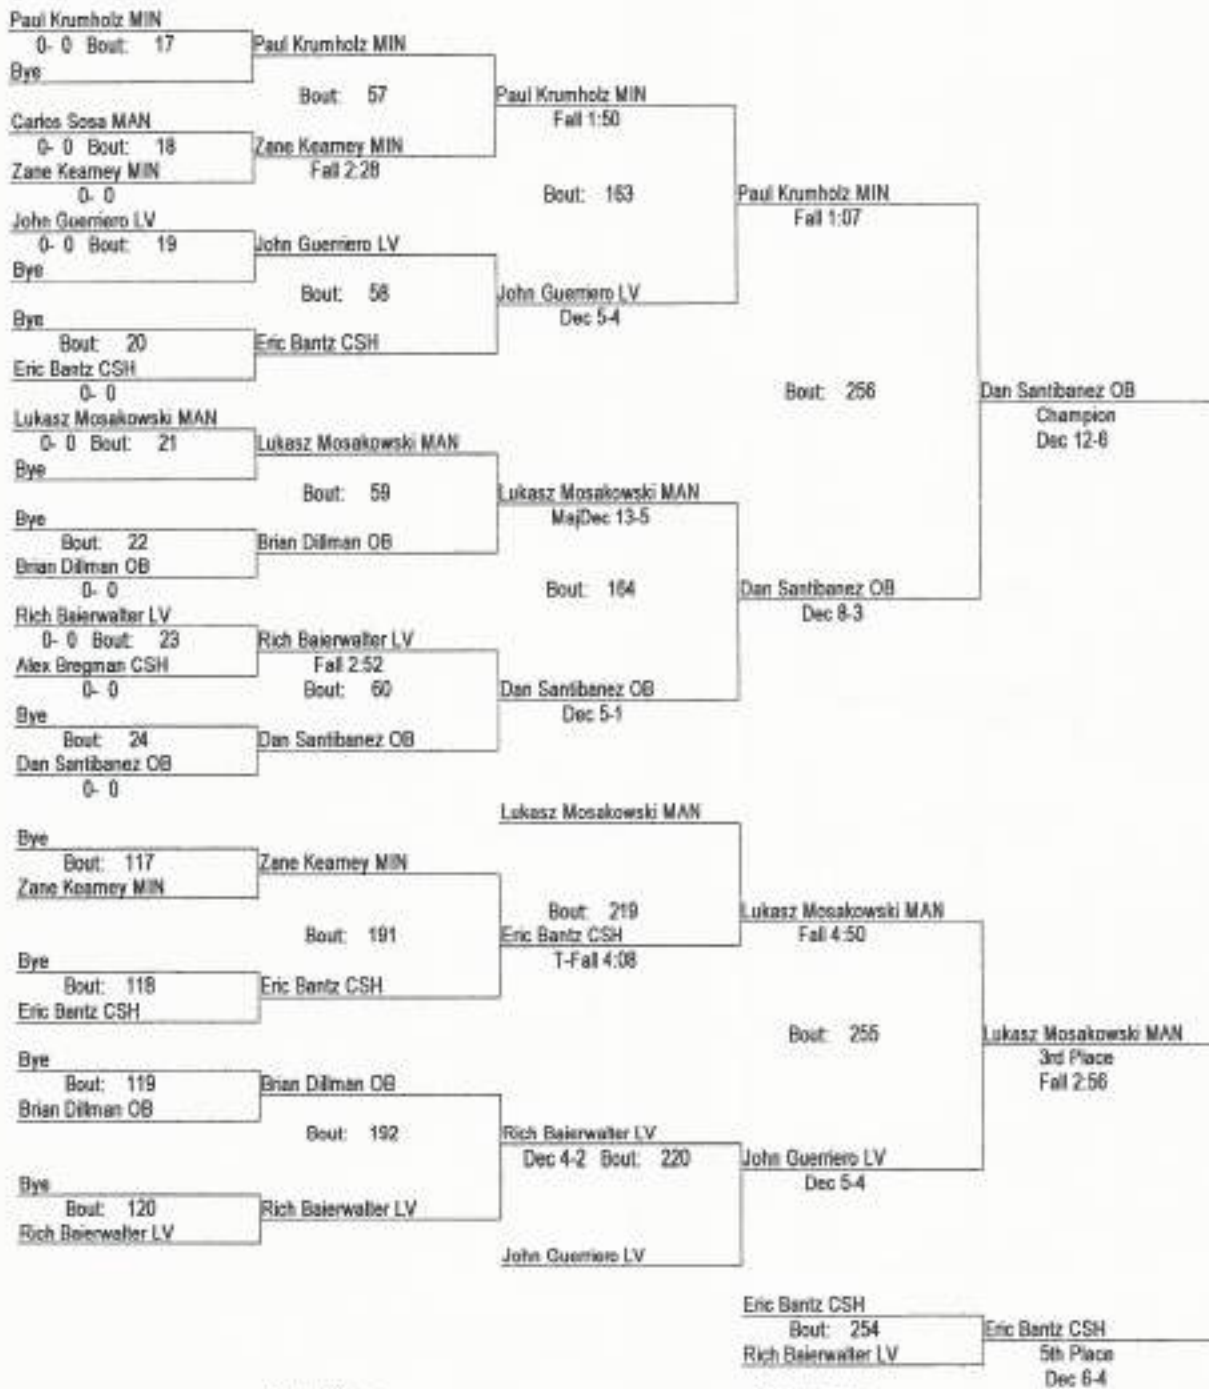 Paul Krumholz MIN
0- 0 Bout: 17
Bye
Paul Krumholz MIN
Bout: 57
Carlos Sosa MAN
0- 0 Bout: 18
Zane Kearney MIN
0- 0
Zane Kearney MIN
Fall 2:28
Paul Krumholz MIN
Fall 1:50
Bout: 163
John Guerriero LV
0- 0 Bout: 19
Bye
John Guerriero LV
Bout: 58
Bye
Bout: 20
Eric Bantz CSH
0- 0
Eric Bantz CSH
John Guerriero LV
Dec 5-4
Paul Krumholz MIN
Fall 1:07
Bout: 256
Dan Santibanez OB
Champion
Dec 12-6
Lukasz Mosakowski MAN
0- 0 Bout: 21
Bye
Lukasz Mosakowski MAN
Bout: 59
Bye
Bout: 22
Brian Dillman OB
0- 0
Brian Dillman OB
Lukasz Mosakowski MAN
MajDec 13-5
Bout: 164
Rich Baierwalter LV
0- 0 Bout: 23
Alex Bregman CSH
0- 0
Rich Baierwalter LV
Fall 2:52
Bout: 60
Bye
Bout: 24
Dan Santibanez OB
0- 0
Dan Santibanez OB
Dan Santibanez OB
Dec 5-1
Dan Santibanez OB
Dec 8-3
Bye
Bout: 117
Zane Kearney MIN
Zane Kearney MIN
Bout: 191
Bye
Bout: 118
Eric Bantz CSH
Eric Bantz CSH
Lukasz Mosakowski MAN
Bout: 219
Eric Bantz CSH
T-Fall 4:08
Lukasz Mosakowski MAN
Fall 4:50
Bout: 255
Lukasz Mosakowski MAN
3rd Place
Fall 2:56
Bye
Bout: 119
Brian Dillman OB
Brian Dillman OB
Bout: 192
Bye
Bout: 120
Rich Baierwalter LV
Rich Baierwalter LV
Rich Baierwalter LV
Dec 4-2 Bout: 220
John Guerriero LV
John Guerriero LV
Dec 5-4
Eric Bantz CSH
Bout: 254
Rich Baierwalter LV
Eric Bantz CSH
5th Place
Dec 6-4